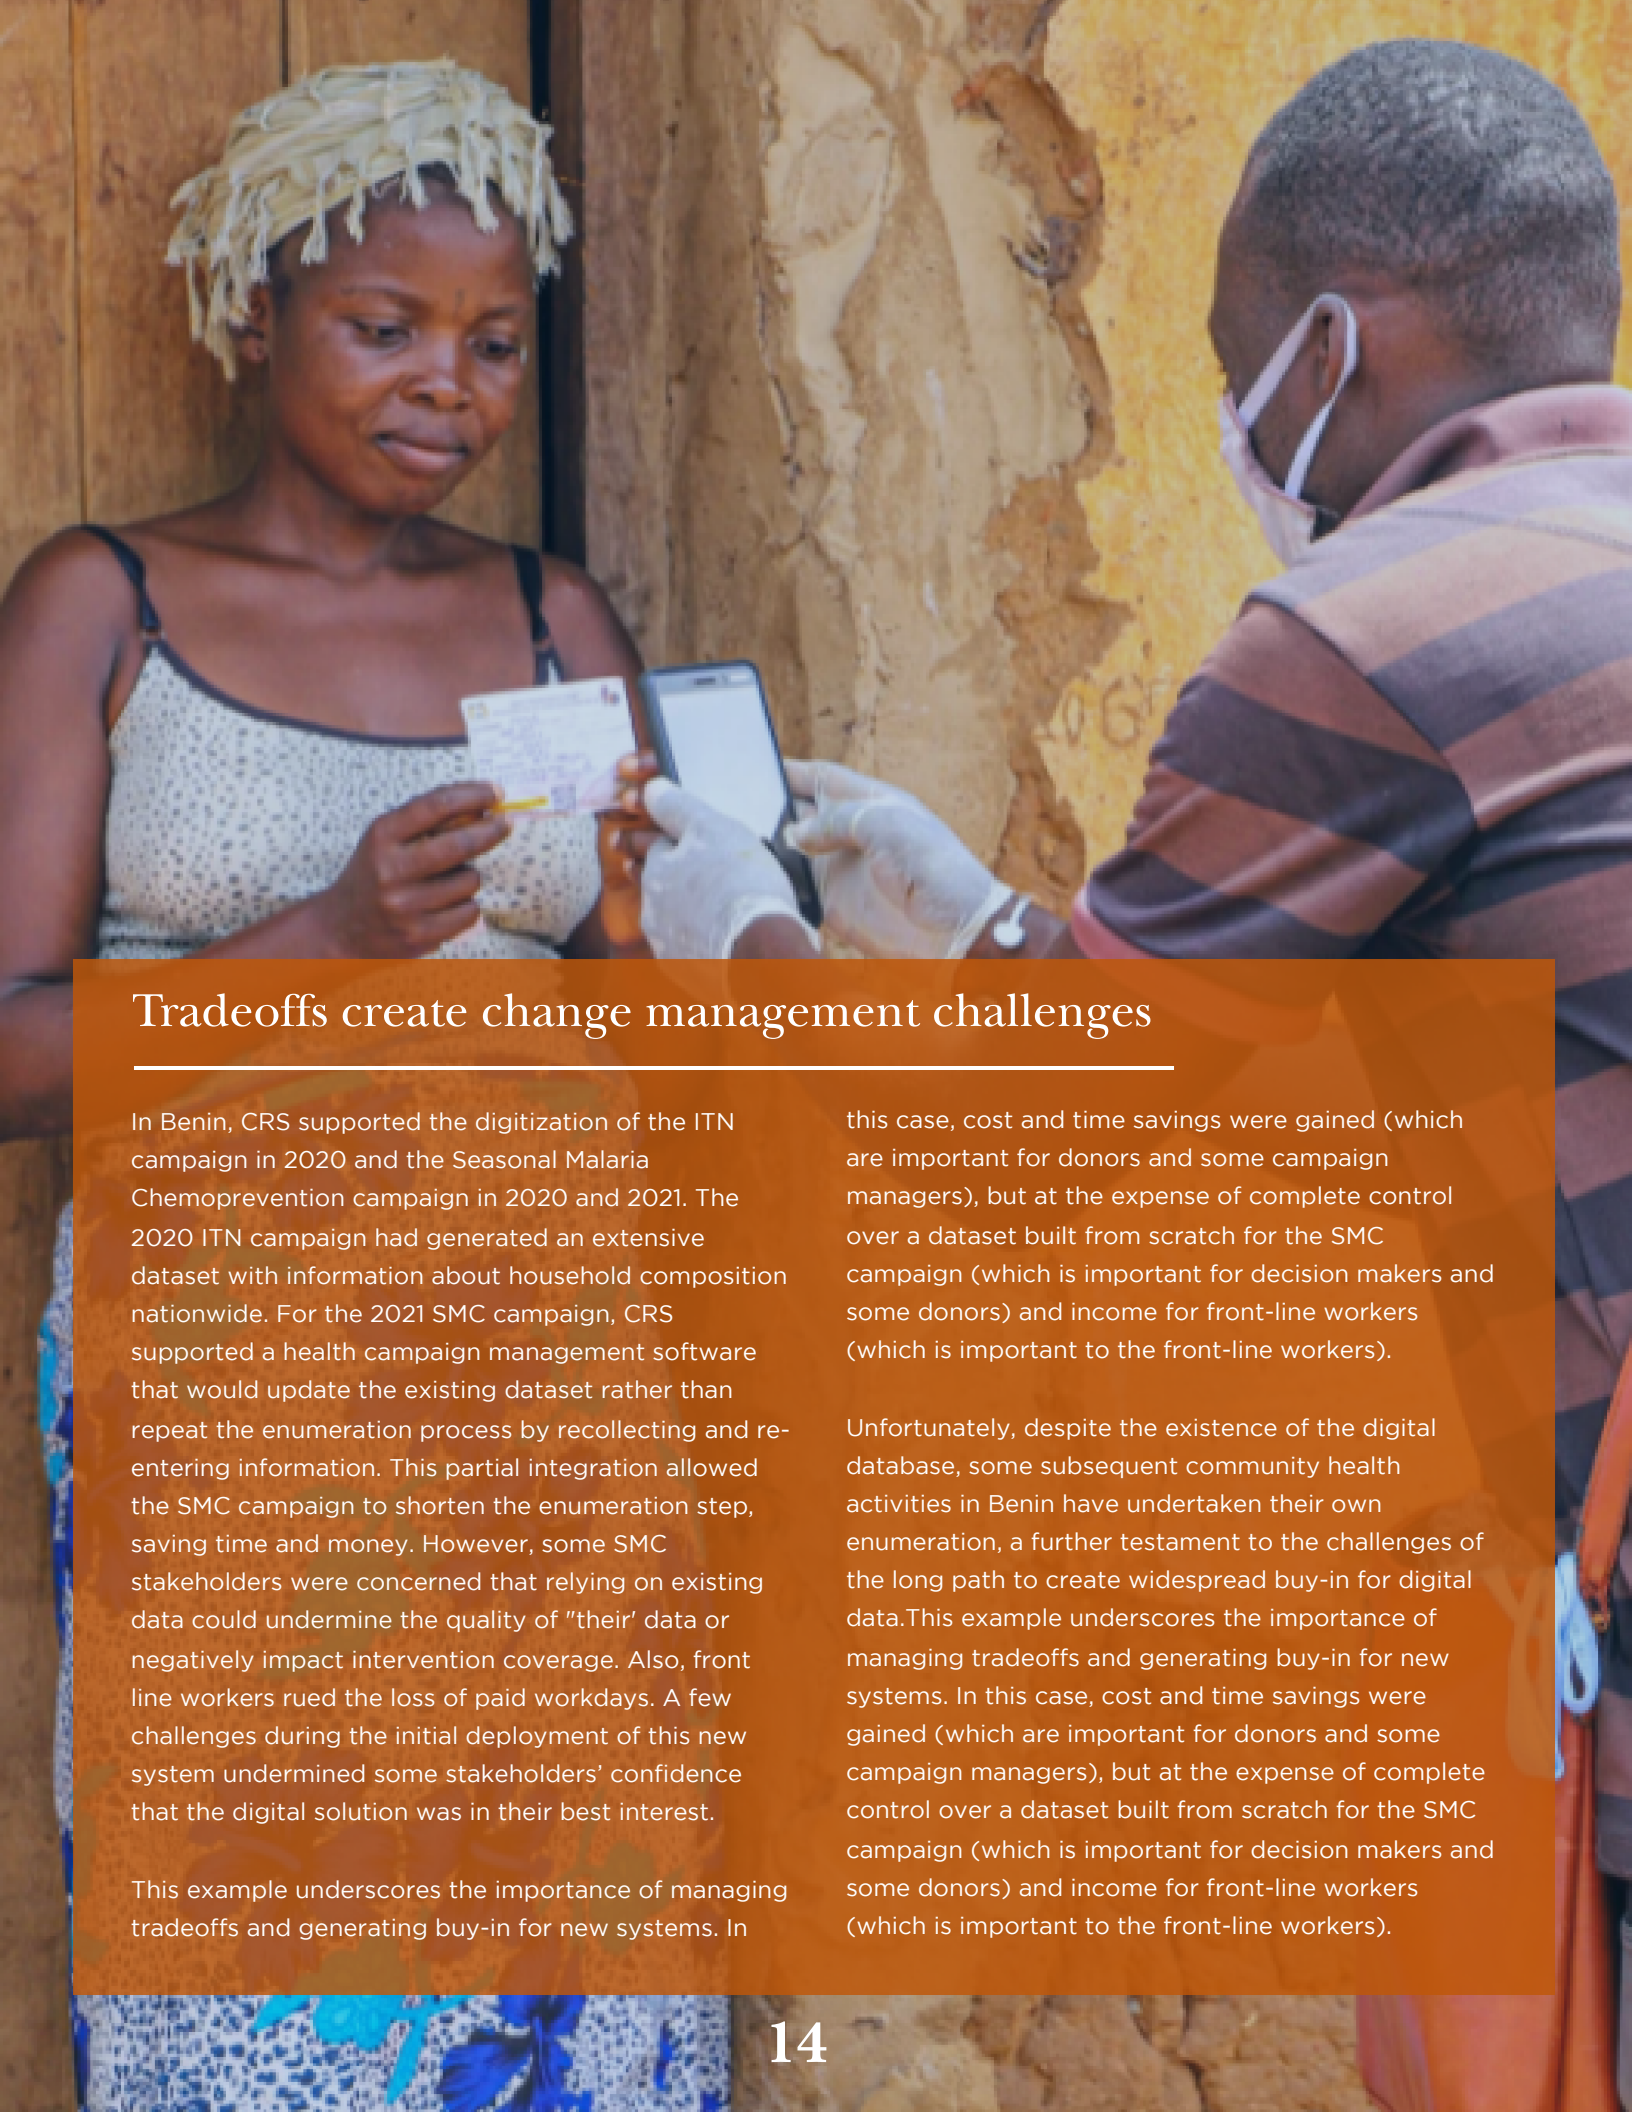 Tradeoffs create change management challenges
In Benin, CRS supported the digitization of the ITN
campaign in 2020 and the Seasonal Malaria
Chemoprevention campaign in 2020 and 2021. The
2020 ITN campaign had generated an extensive
dataset with information about household composition
nationwide. For the 2021 SMC campaign, CRS
supported a health campaign management software
that would update the existing dataset rather than
repeat the enumeration process by recollecting and re-
entering information. This partial integration allowed
the SMC campaign to shorten the enumeration step,
saving time and money. However, some SMC
stakeholders were concerned that relying on existing
data could undermine the quality of "their' data or
negatively impact intervention coverage. Also, front
line workers rued the loss of paid workdays. A few
challenges during the initial deployment of this new
system undermined some stakeholders’ confidence
that the digital solution was in their best interest.
This example underscores the importance of managing
tradeoffs and generating buy-in for new systems. In
this case, cost and time savings were gained (which
are important for donors and some campaign
managers), but at the expense of complete control
over a dataset built from scratch for the SMC
campaign (which is important for decision makers and
some donors) and income for front-line workers
(which is important to the front-line workers).
Unfortunately, despite the existence of the digital
database, some subsequent community health
activities in Benin have undertaken their own
enumeration, a further testament to the challenges of
the long path to create widespread buy-in for digital
data.This example underscores the importance of
managing tradeoffs and generating buy-in for new
systems. In this case, cost and time savings were
gained (which are important for donors and some
campaign managers), but at the expense of complete
control over a dataset built from scratch for the SMC
campaign (which is important for decision makers and
some donors) and income for front-line workers
(which is important to the front-line workers).
14